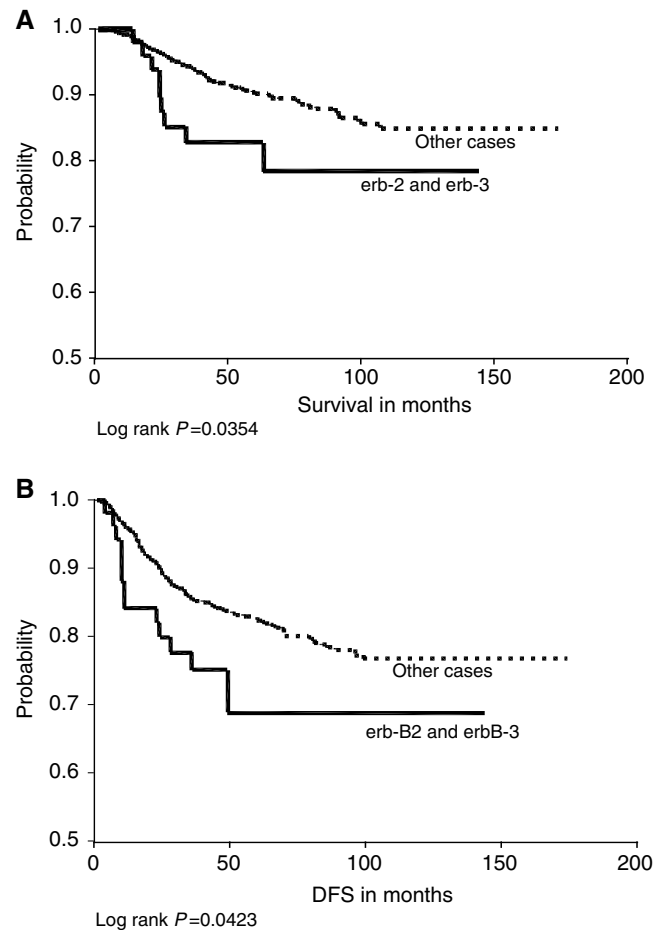 A
1.0
0.9
0.8
0.7
0.6
0.5
Probability
Other cases
erb-2 and erb-3
0 50 100 150 200
Survival in months
Log rank P=0.0354
B
1.0
0.9
0.8
0.7
0.6
0.5
Probability
Other cases
erb-B2 and erbB-3
0 50 100 150 200
DFS in months
Log rank P=0.0423